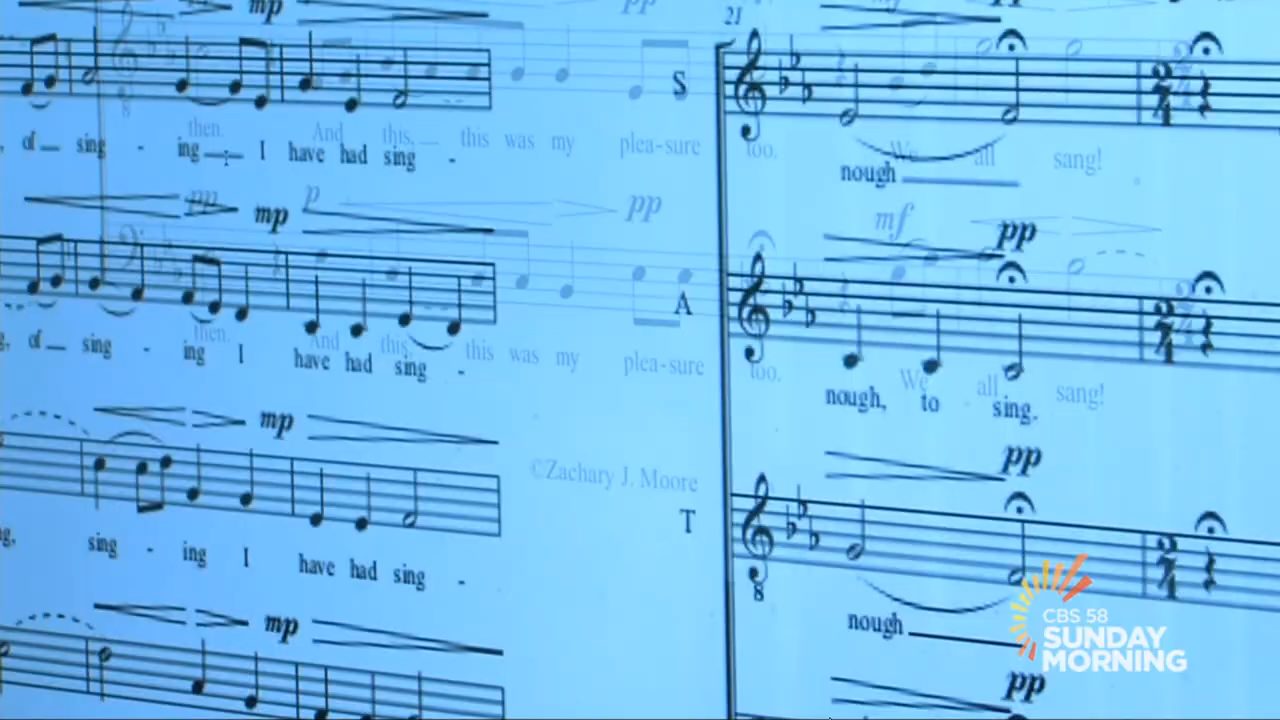 mp pp
21
S
then. And this, this was my plea-sure too. We all sang!
of sing - ing I have had sing -
nough
pp p pp
mp mf pp
A
then. And this, this was my plea-sure too. We all sang!
of sing - ing I have had sing -
nough, to sing.
mp pp
©Zachary J. Moore
T
8
sing - ing I have had sing -
nough
mp pp
CBS 58
SUNDAY
MORNING